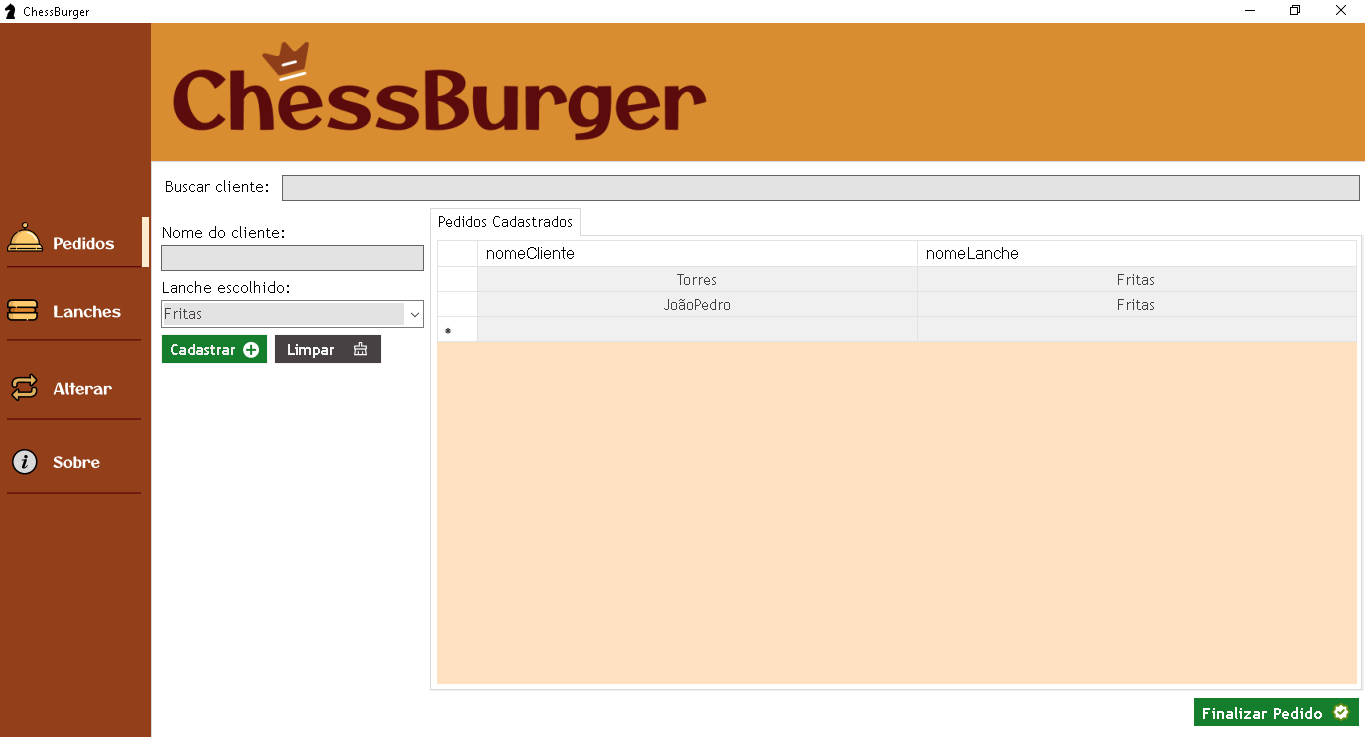 ChessBurger
ChessBurger
Buscar cliente:
Pedidos
Lanches
Alterar
Sobre
Nome do cliente:
Lanche escolhido:
Fritas
Cadastrar
Limpar
Pedidos Cadastrados
nomeCliente nomeLanche
Torres Fritas
JoãoPedro Fritas
Finalizar Pedido